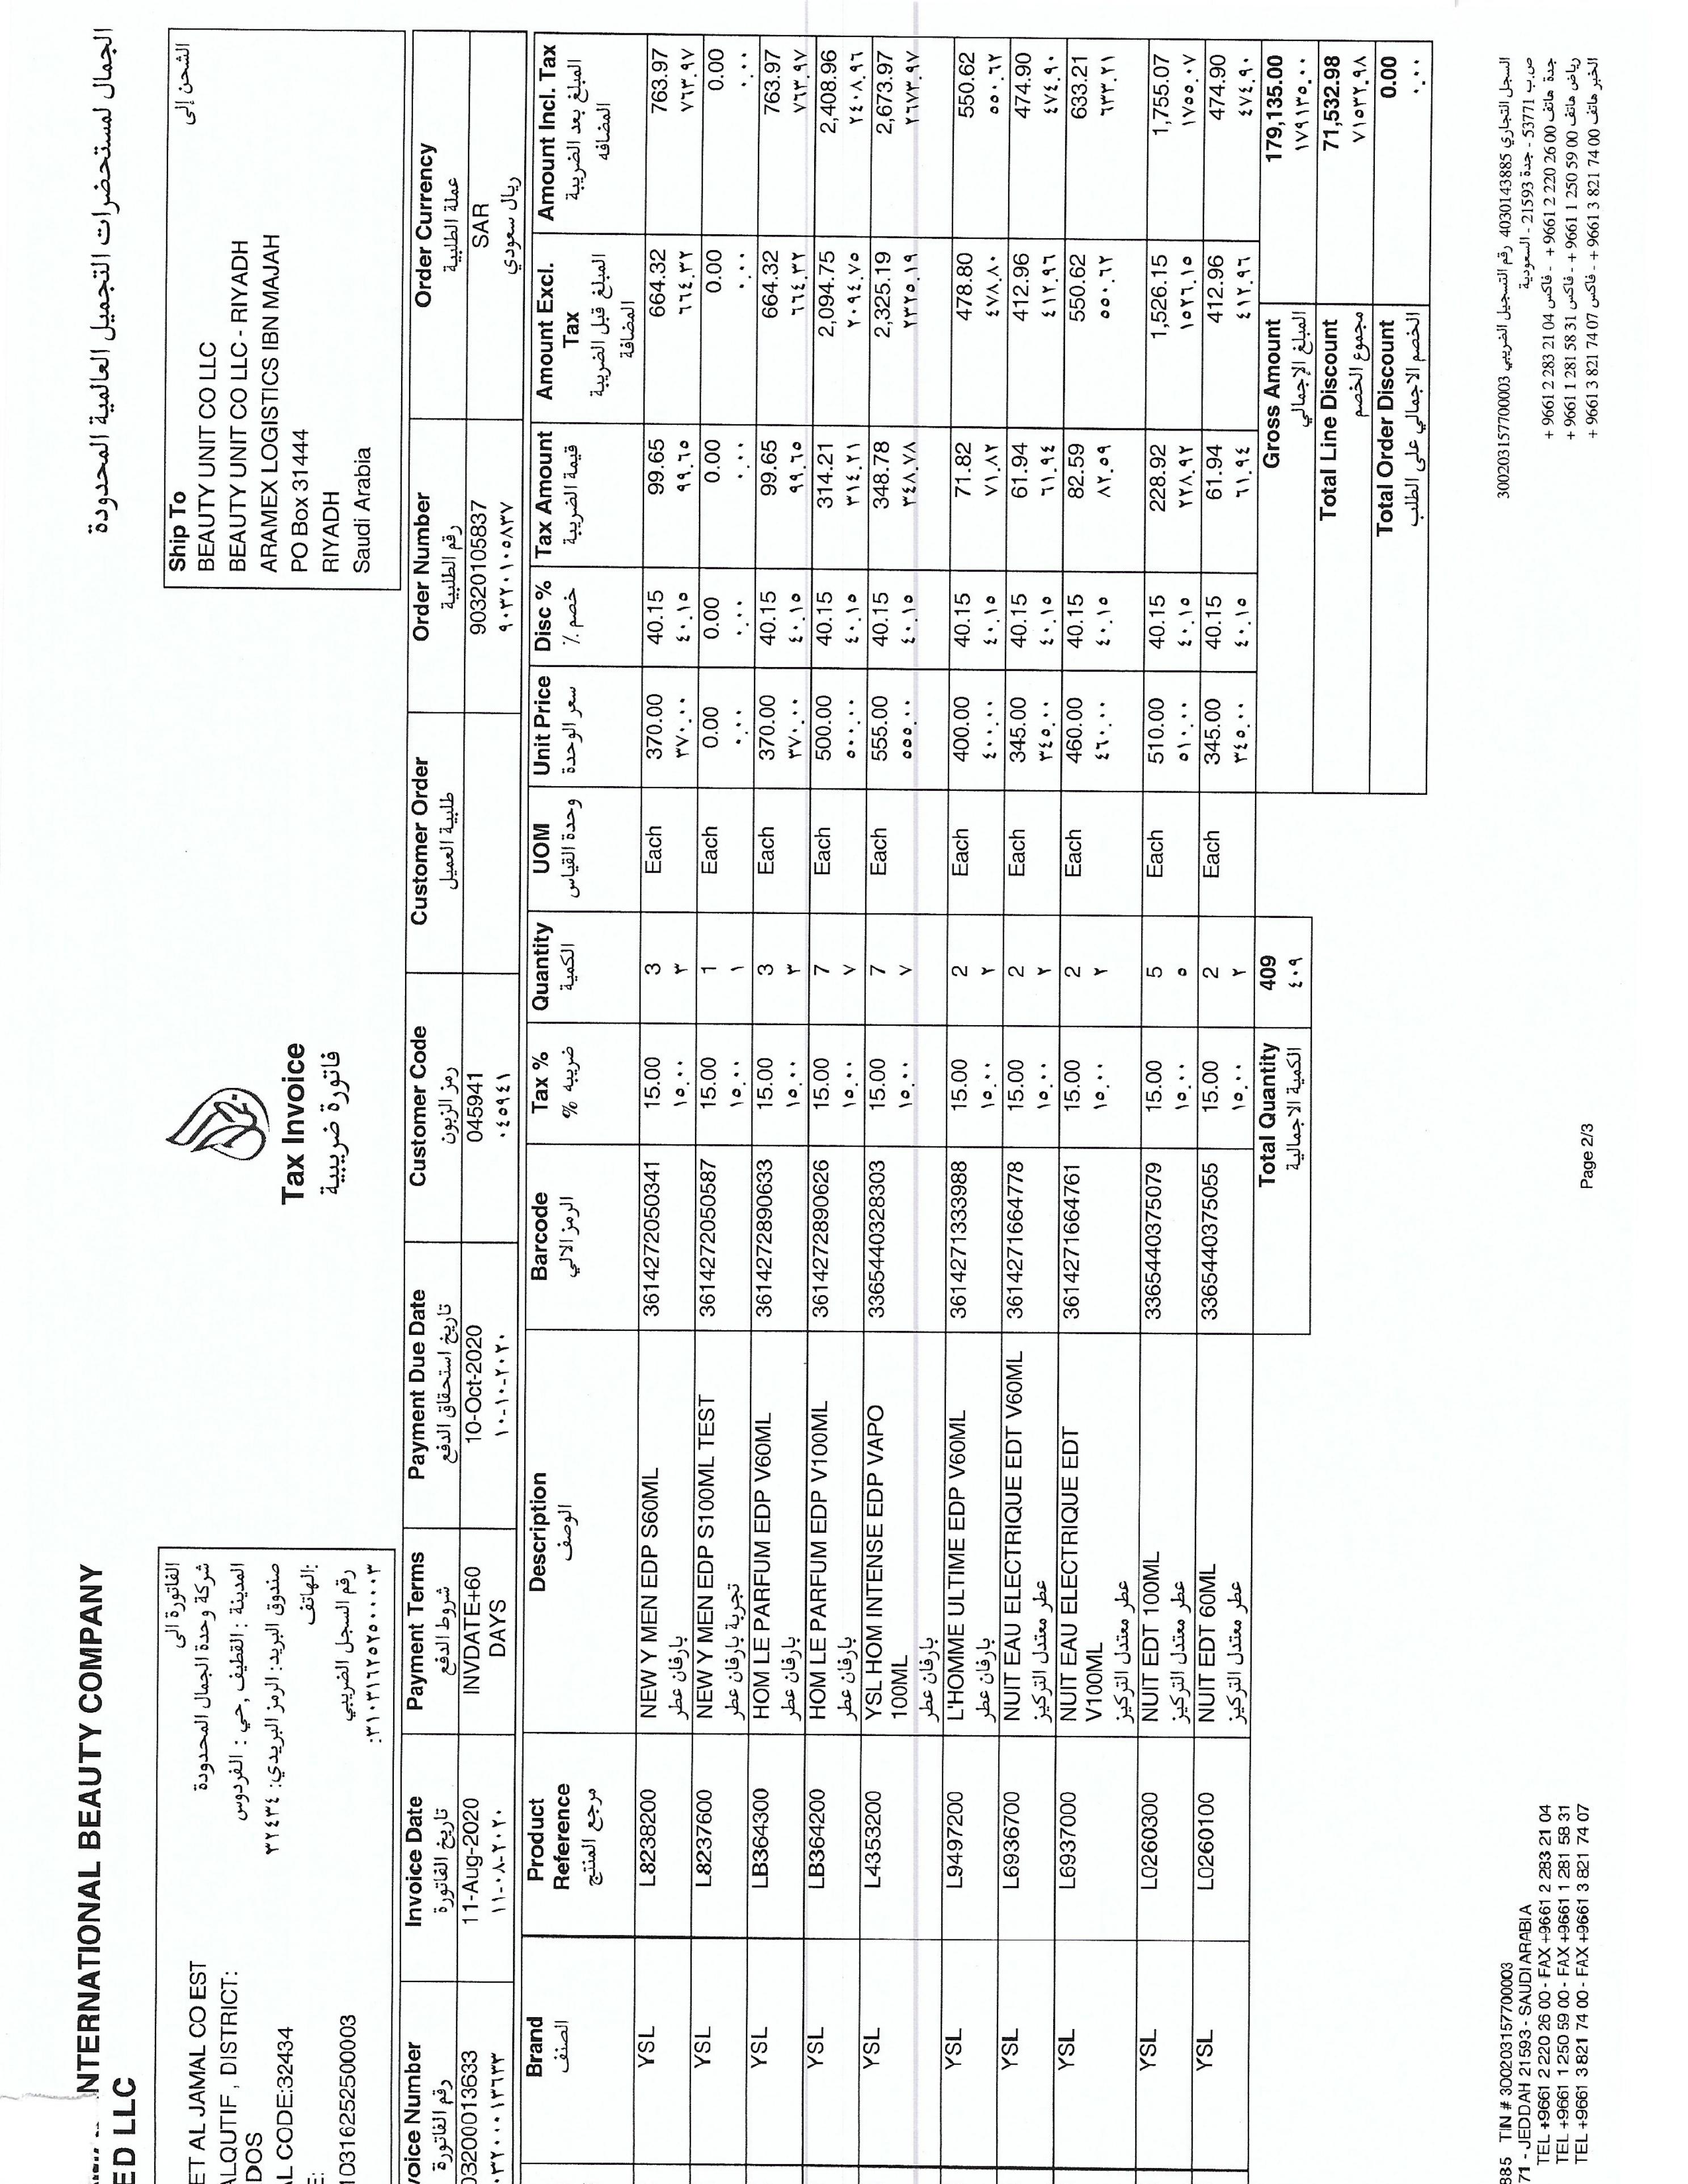 NTERNATIONAL BEAUTY COMPANY
ED LLC
الجمال لمستحضرات التجميل العالمية المحدودة
Tax Invoice
فاتورة ضريبية
ET AL JAMAL CO EST
ALQUTIF , DISTRICT:
DOS
L CODE:32434
E:
1031625250003
الفاتورة الى
شركة وحدة الجمال المحدودة
المدينة : القطيف ,حي : الفردوس
صندوق البريد: الرمز البريدي: ٣٢٤٣٤
الهاتف:
رقم السجل الضريبي
:٣١٠٣١٦٢٥٢٥٠٠٠٠٣
Ship To الشحن إلى
BEAUTY UNIT CO LLC
BEAUTY UNIT CO LLC - RIYADH
ARAMEX LOGISTICS IBN MAJAH
PO Box 31444
RIYADH
Saudi Arabia
voice Number Invoice Date Payment Terms Payment Due Date Customer Code Customer Order Order Number Order Currency
رقم الفاتورة تاريخ الفاتورة شروط الدفع تاريخ استحقاق الدفع رمز الزبون طلبية العميل رقم الطلبية عملة الطلبية
03200013633 11-Aug-2020 INVDATE+60 10-Oct-2020 045941 90320105837 SAR
٠٣٢٠٠٠١٣٦٣٣ ١١-٠٨-٢٠٢٠ DAYS ١٠-١٠-٢٠٢٠ ٠٤٥٩٤١ ٩٠٣٢٠١٠٥٨٣٧ ريال سعودي
Brand Product Description Barcode Tax % Quantity UOM Unit Price Disc % Tax Amount Amount Excl. Amount Incl. Tax
الصنف Reference الوصف الرمز الالي ضريبه % الكمية وحدة القياس سعر الوحدة خصم ٪ قيمة الضريبة Tax المبلغ بعد الضريبة
مرجع المنتج المبلغ قبل الضريبة المضافه
المضافة
YSL L8238200 NEW Y MEN EDP S60ML 3614272050341 15.00 3 Each 370.00 40.15 99.65 664.32 763.97
بارفان عطر ١٥.٠٠ ٣ ٣٧٠.٠٠ ٤٠.١٥ ٩٩.٦٥ ٦٦٤.٣٢ ٧٦٣.٩٧
YSL L8237600 NEW Y MEN EDP S100ML TEST 3614272050587 15.00 1 Each 0.00 0.00 0.00 0.00 0.00
تجربة بارفان عطر ١٥.٠٠ ١ ٠.٠٠ ٠.٠٠ ٠.٠٠ ٠.٠٠ ٠.٠٠
YSL LB364300 HOM LE PARFUM EDP V60ML 3614272890633 15.00 3 Each 370.00 40.15 99.65 664.32 763.97
بارفان عطر ١٥.٠٠ ٣ ٣٧٠.٠٠ ٤٠.١٥ ٩٩.٦٥ ٦٦٤.٣٢ ٧٦٣.٩٧
YSL LB364200 HOM LE PARFUM EDP V100ML 3614272890626 15.00 7 Each 500.00 40.15 314.21 2,094.75 2,408.96
بارفان عطر ١٥.٠٠ ٧ ٥٠٠.٠٠ ٤٠.١٥ ٣١٤.٢١ ٢٠٩٤.٧٥ ٢٤٠٨.٩٦
YSL L4353200 YSL HOM INTENSE EDP VAPO 3365440328303 15.00 7 Each 555.00 40.15 348.78 2,325.19 2,673.97
100ML ١٥.٠٠ ٧ ٥٥٥.٠٠ ٤٠.١٥ ٣٤٨.٧٨ ٢٣٢٥.١٩ ٢٦٧٣.٩٧
بارفان عطر
YSL L9497200 L'HOMME ULTIME EDP V60ML 3614271333988 15.00 2 Each 400.00 40.15 71.82 478.80 550.62
بارفان عطر ١٥.٠٠ ٢ ٤٠٠.٠٠ ٤٠.١٥ ٧١.٨٢ ٤٧٨.٨٠ ٥٥٠.٦٢
YSL L6936700 NUIT EAU ELECTRIQUE EDT V60ML 3614271664778 15.00 2 Each 345.00 40.15 61.94 412.96 474.90
عطر معتدل التركيز ١٥.٠٠ ٢ ٣٤٥.٠٠ ٤٠.١٥ ٦١.٩٤ ٤١٢.٩٦ ٤٧٤.٩٠
YSL L6937000 NUIT EAU ELECTRIQUE EDT 3614271664761 15.00 2 Each 460.00 40.15 82.59 550.62 633.21
V100ML ١٥.٠٠ ٢ ٤٦٠.٠٠ ٤٠.١٥ ٨٢.٥٩ ٥٥٠.٦٢ ٦٣٣.٢١
عطر معتدل التركيز
YSL L0260300 NUIT EDT 100ML 3365440375079 15.00 5 Each 510.00 40.15 228.92 1,526.15 1,755.07
عطر معتدل التركيز ١٥.٠٠ ٥ ٥١٠.٠٠ ٤٠.١٥ ٢٢٨.٩٢ ١٥٢٦.١٥ ١٧٥٥.٠٧
YSL L0260100 NUIT EDT 60ML 3365440375055 15.00 2 Each 345.00 40.15 61.94 412.96 474.90
عطر معتدل التركيز ١٥.٠٠ ٢ ٣٤٥.٠٠ ٤٠.١٥ ٦١.٩٤ ٤١٢.٩٦ ٤٧٤.٩٠
Total Quantity 409 Gross Amount 179,135.00
الكمية الاجمالية ٤٠٩ المبلغ الإجمالي ١٧٩١٣٥.٠٠
Total Line Discount 71,532.98
مجموع الخصم ٧١٥٣٢.٩٨
Total Order Discount 0.00
الخصم الاجمالي على الطلب ٠.٠٠
885 TIN # 300203157700003
71 - JEDDAH 21593 - SAUDI ARABIA
TEL +9661 2 220 26 00 - FAX +9661 2 283 21 04
TEL +9661 1 250 59 00 - FAX +9661 1 281 58 31
TEL +9661 3 821 74 00 - FAX +9661 3 821 74 07
Page 2/3
السجل التجاري 4030143885 رقم التسجيل الضريبي 300203157700003
ص.ب 53771 - جدة 21593 - السعودية
جدة هاتف 00 26 220 2 9661 + - فاكس 04 21 283 2 9661 +
رياض هاتف 00 59 250 1 9661 + - فاكس 31 58 281 1 9661 +
الخبر هاتف 00 74 821 3 9661 + - فاكس 07 74 821 3 9661 +